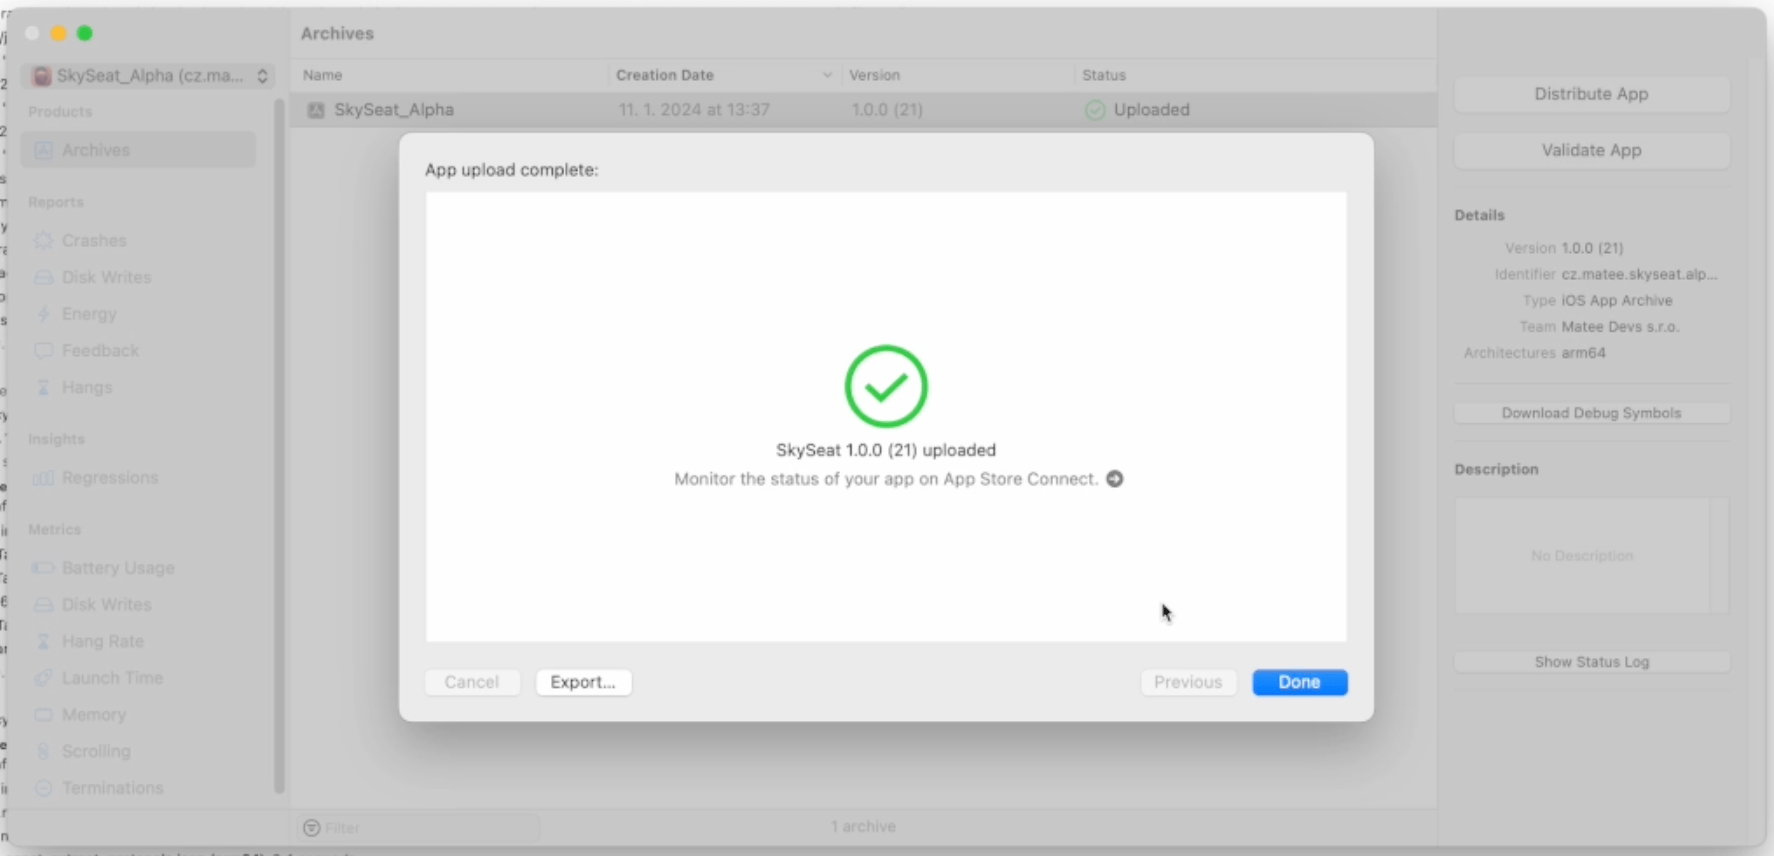 Archives
SkySeat_Alpha (cz.ma...
Name Creation Date Version Status
SkySeat_Alpha 11. 1. 2024 at 13:37 1.0.0 (21) Uploaded
Products
Archives
Reports
Crashes
Disk Writes
Energy
Feedback
Hangs
Insights
Regressions
Metrics
Battery Usage
Disk Writes
Hang Rate
Launch Time
Memory
Scrolling
Terminations
App upload complete:
SkySeat 1.0.0 (21) uploaded
Monitor the status of your app on App Store Connect.
Cancel Export... Previous Done
Filter
1 archive
Distribute App
Validate App
Details
Version 1.0.0 (21)
Identifier cz.matee.skyseat.alp...
Type iOS App Archive
Team Matee Devs s.r.o.
Architectures arm64
Download Debug Symbols
Description
No Description
Show Status Log